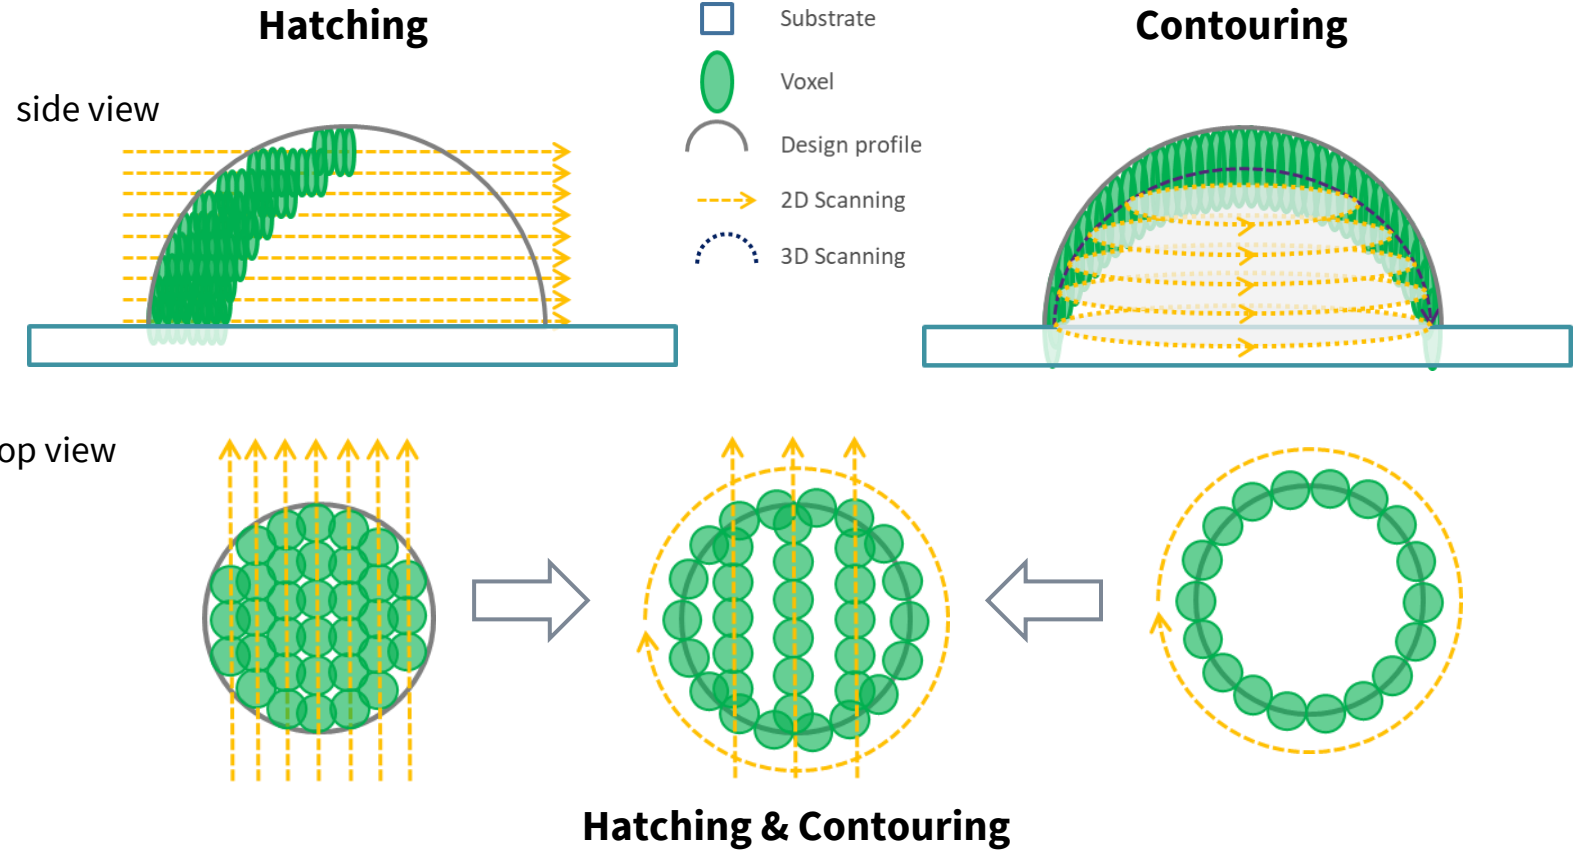 Hatching
Substrate
Contouring
Voxel
side view
Design profile
2D Scanning
3D Scanning
op view
Hatching & Contouring